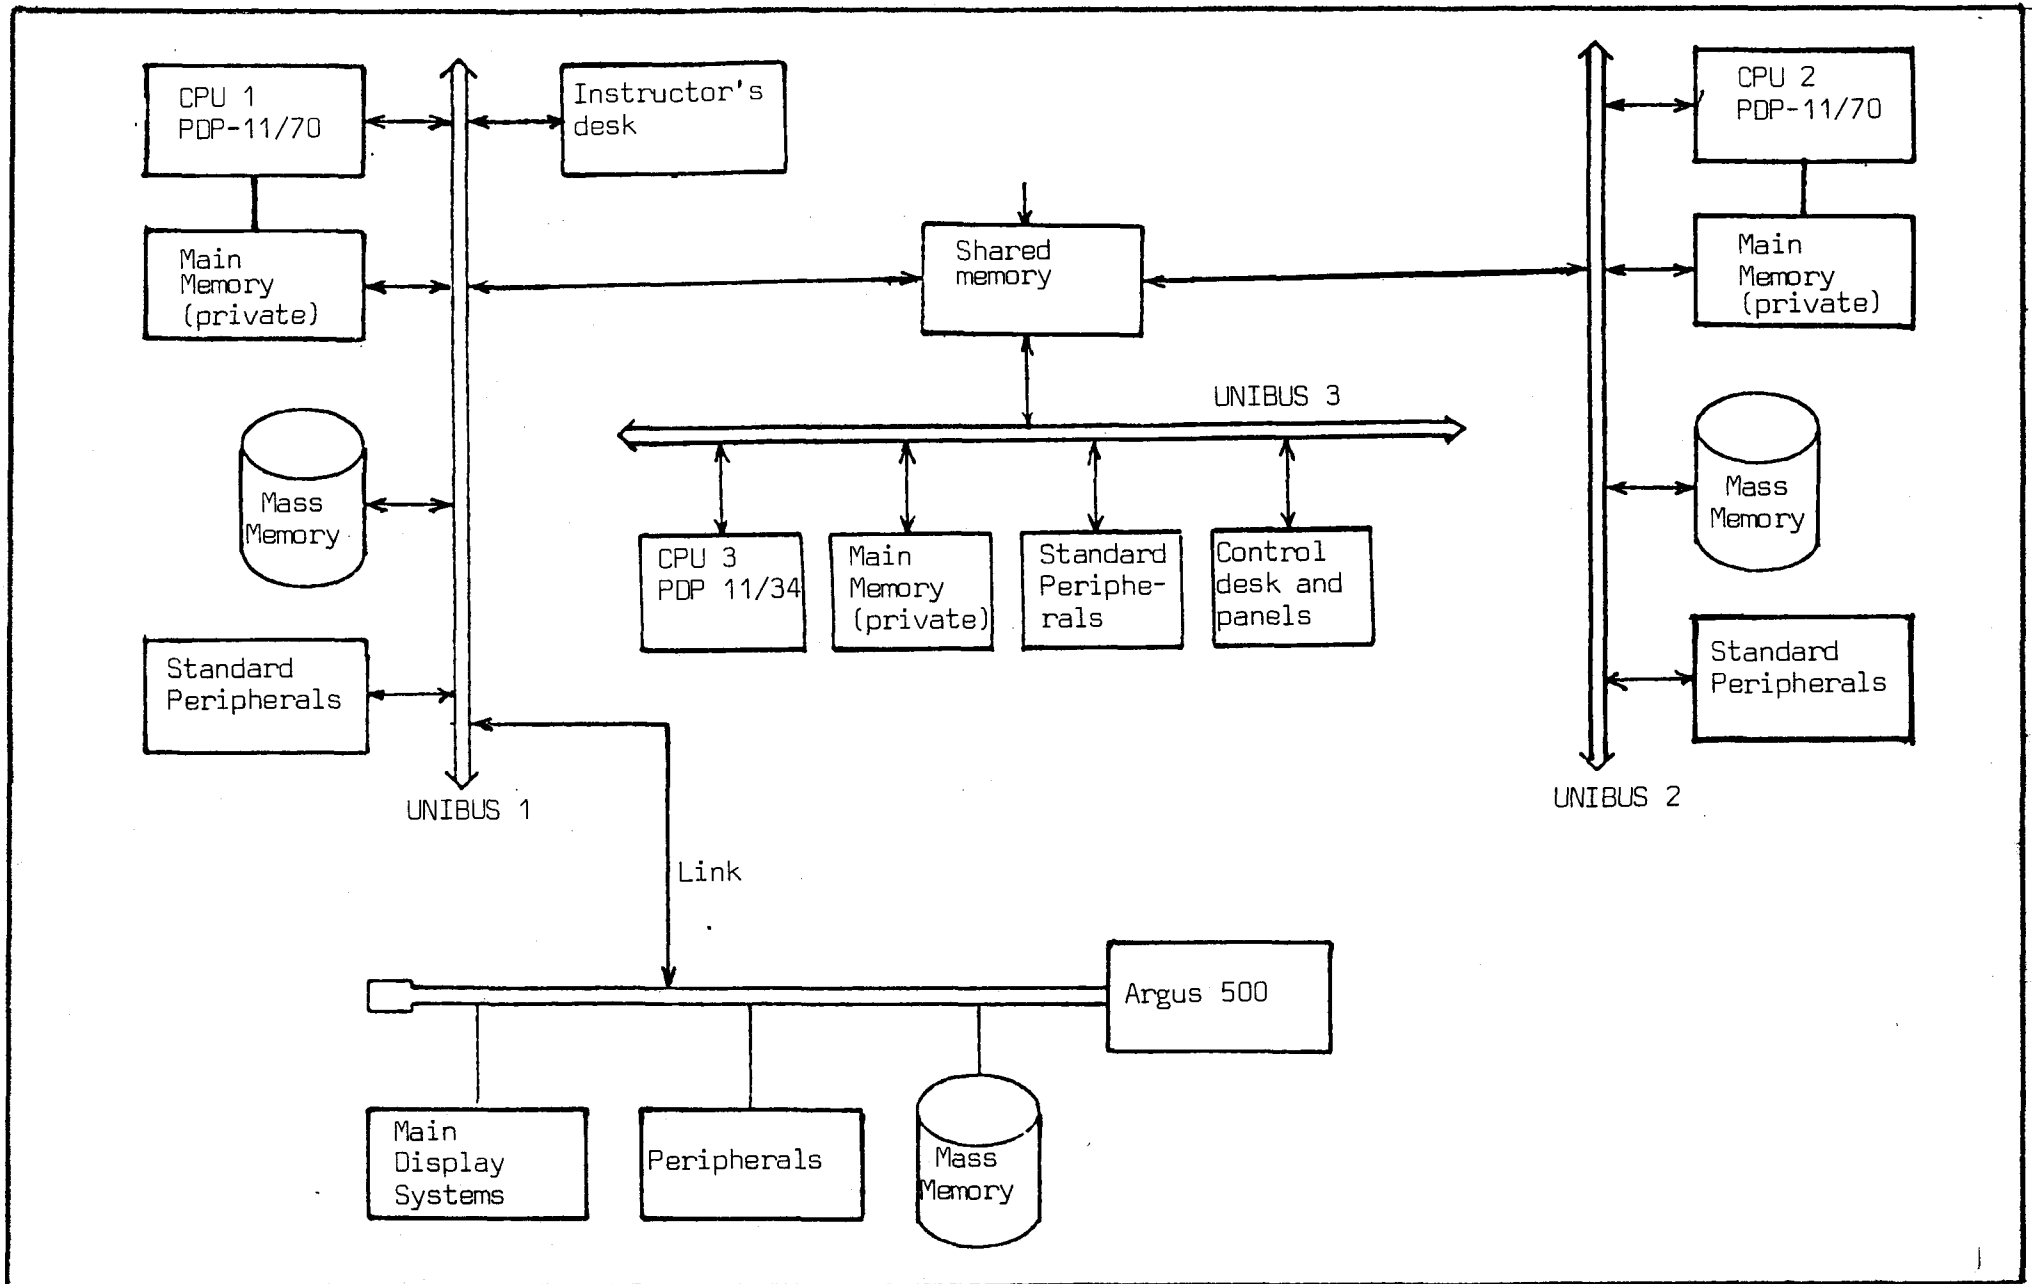 CPU 1
PDP-11/70
Instructor's
desk
CPU 2
PDP-11/70
Main
Memory
(private)
Shared
memory
Main
Memory
(private)
UNIBUS 3
Mass
Memory
Mass
Memory
CPU 3
PDP 11/34
Main
Memory
(private)
Standard
Periphe-
rals
Control
desk and
panels
Standard
Peripherals
Standard
Peripherals
UNIBUS 1
UNIBUS 2
Link
Argus 500
Main
Display
Systems
Peripherals
Mass
Memory